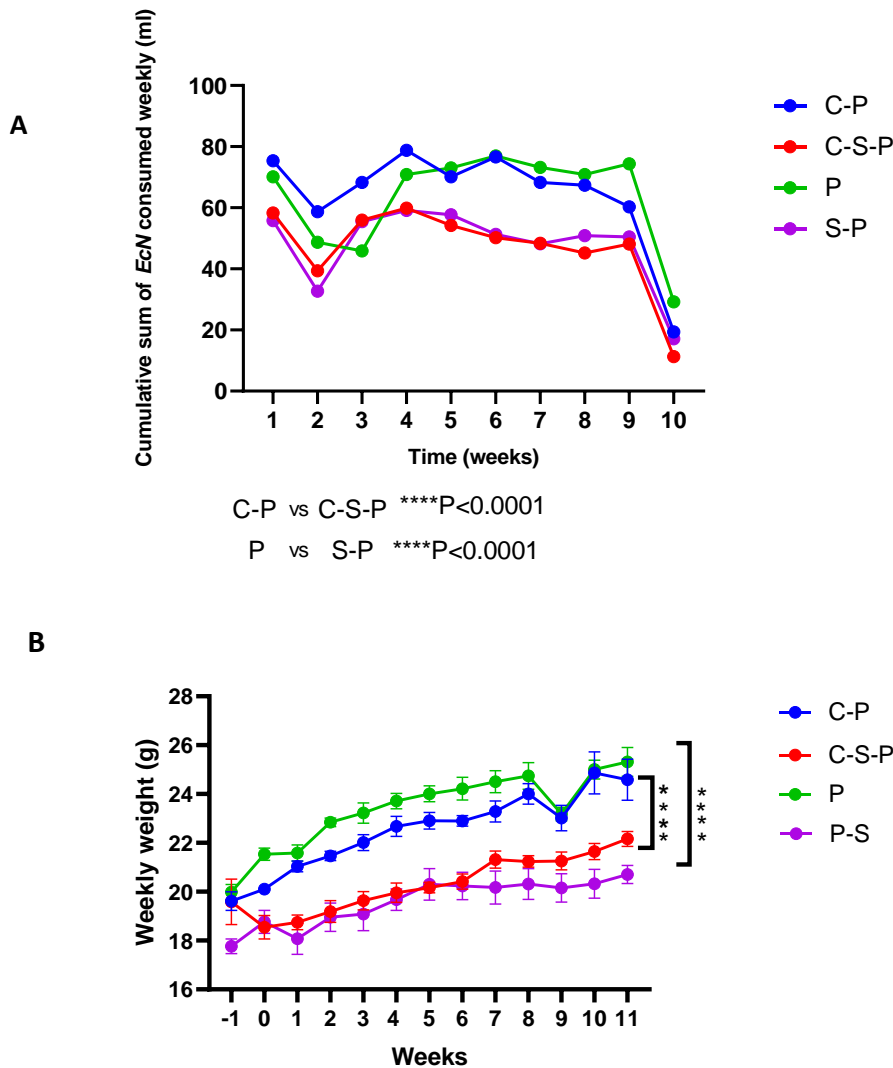 A
Cumulative sum of EcN consumed weekly (ml)
100
80
60
40
20
0
1 2 3 4 5 6 7 8 9 10
Time (weeks)
C-P
C-S-P
P
S-P
C-P vs C-S-P ****P<0.0001
P vs S-P ****P<0.0001
B
Weekly weight (g)
28
26
24
22
20
18
16
-1 0 1 2 3 4 5 6 7 8 9 10 11
Weeks
****
****
C-P
C-S-P
P
P-S